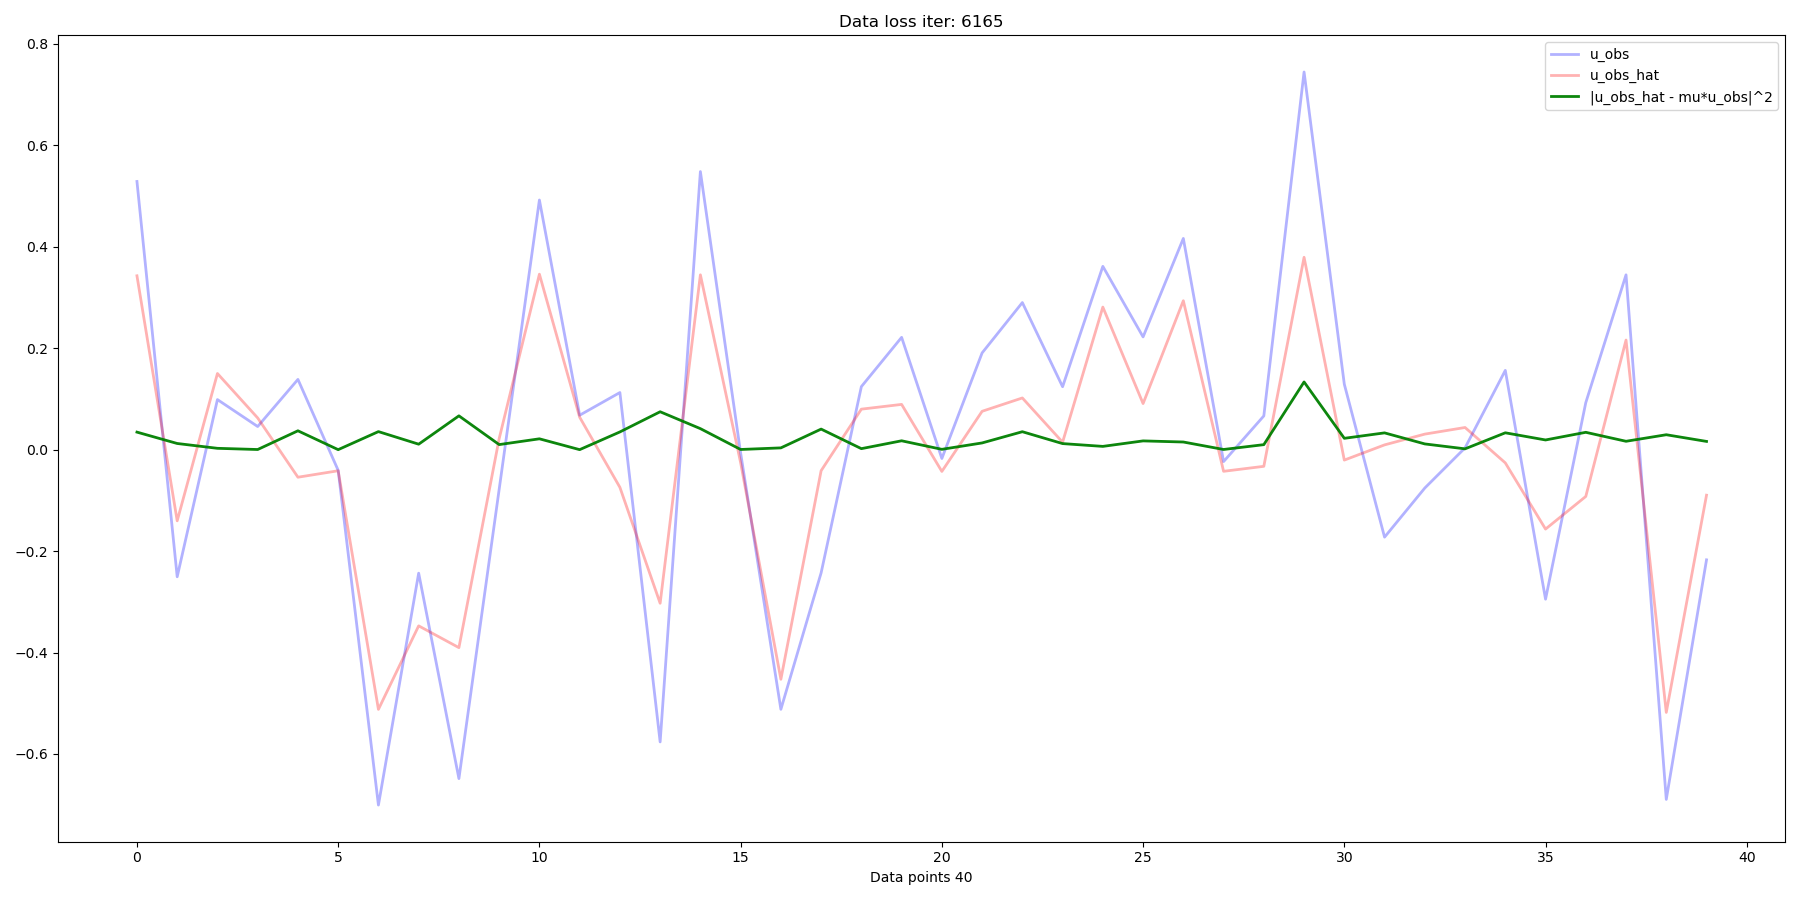 Data loss iter: 6165
u_obs
u_obs_hat
|u_obs_hat - mu*u_obs|^2
0.8
0.6
0.4
0.2
0.0
−0.2
−0.4
−0.6
0 5 10 15 20 25 30 35 40
Data points 40